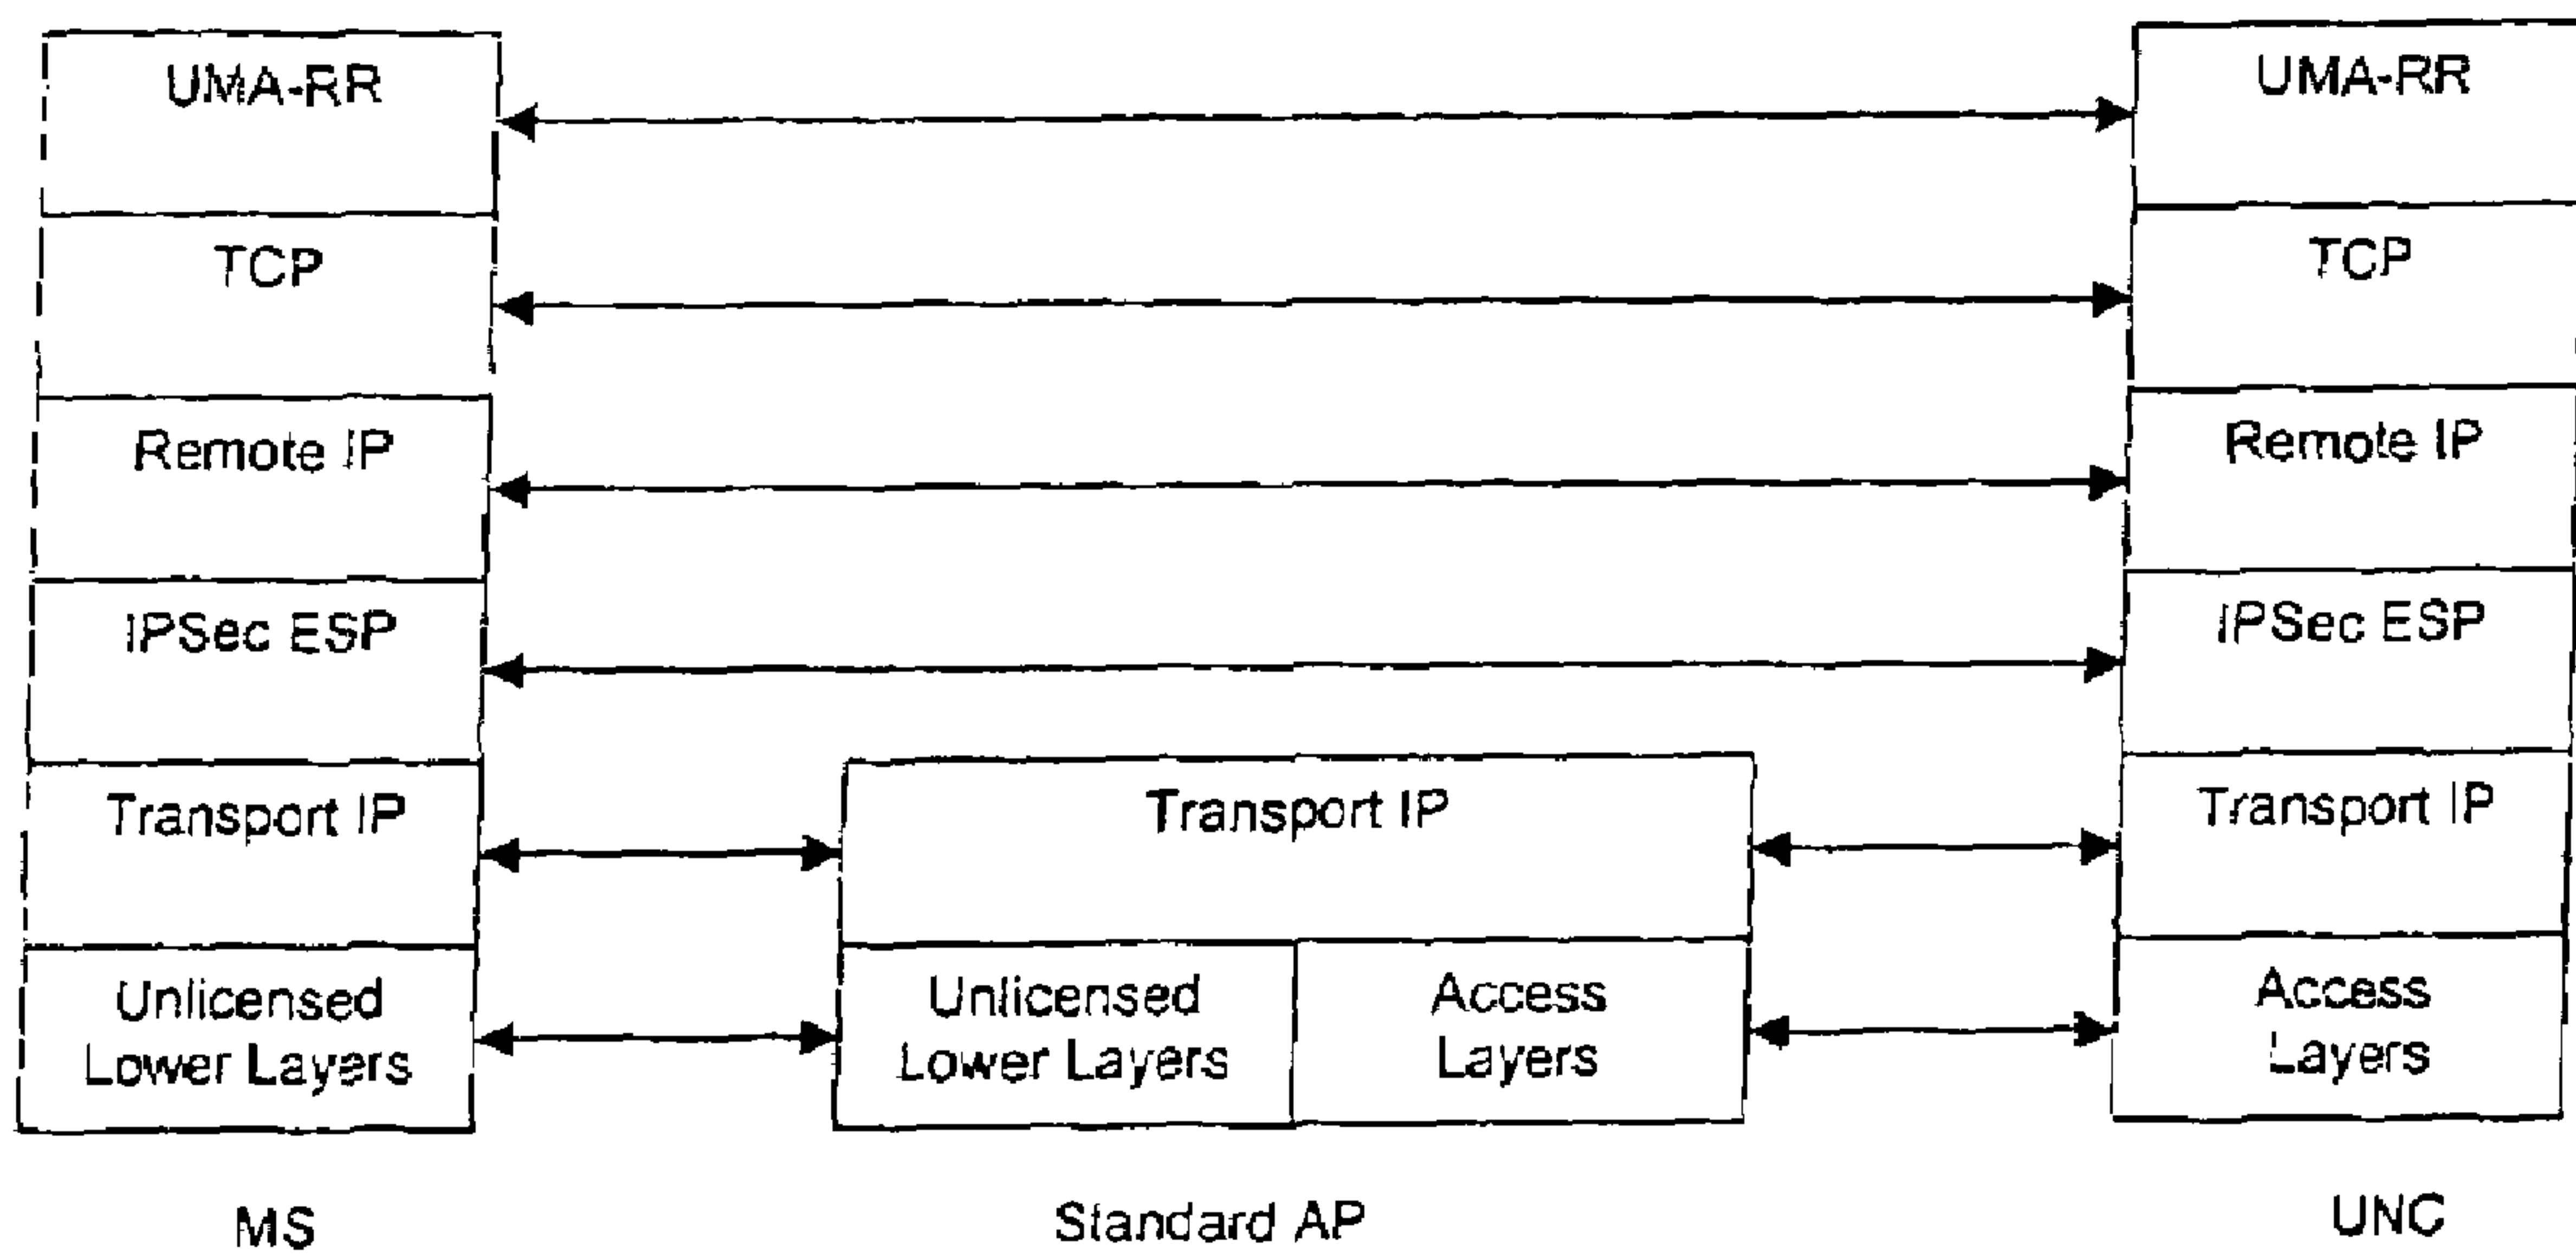 UMA-RR
UMA-RR
TCP
TCP
Remote IP
Remote IP
IPSec ESP
IPSec ESP
Transport IP
Transport IP
Transport IP
Unlicensed
Lower Layers
Unlicensed
Lower Layers
Access
Layers
Access
Layers
MS
Standard AP
UNC